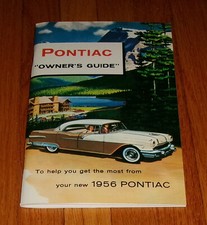 PONTIAC
"OWNER'S GUIDE"
To help you get the most from
your new 1956 PONTIAC